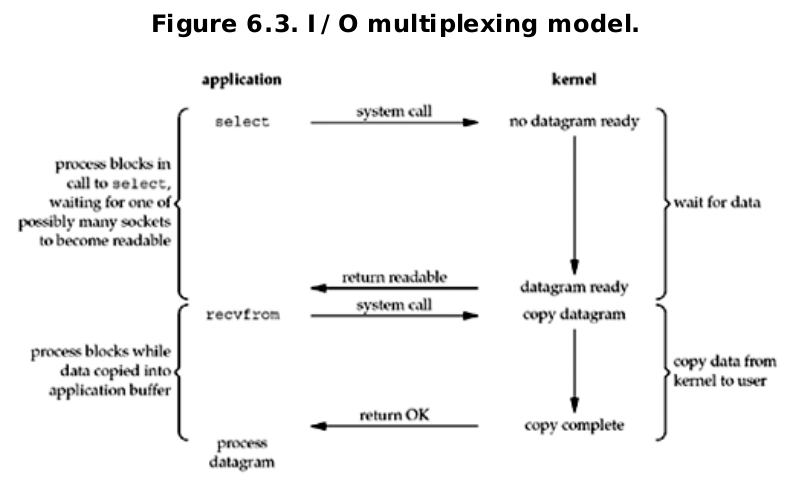 Figure 6.3. I/O multiplexing model.
application
kernel
select
system call
no datagram ready
process blocks in
call to select,
waiting for one of
possibly many sockets
to become readable
wait for data
return readable
datagram ready
recvfrom
system call
copy datagram
process blocks while
data copied into
application buffer
copy data from
kernel to user
return OK
copy complete
process
datagram